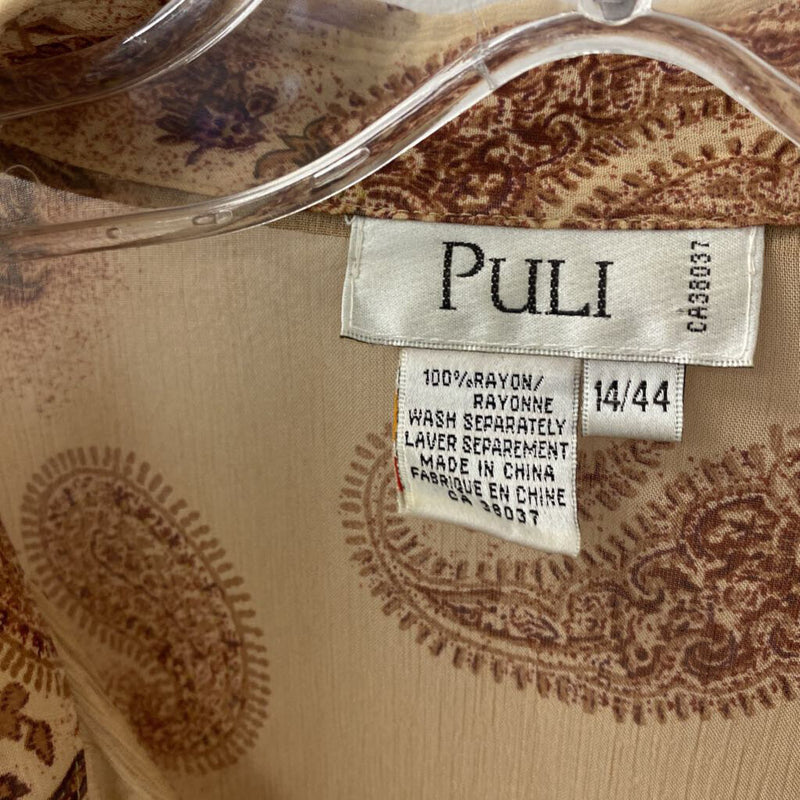 PULI
CA38037
100%RAYON/
RAYONNE
WASH SEPARATELY
LAVER SEPAREMENT
MADE IN CHINA
FABRIQUE EN CHINE
CA 38037
14/44